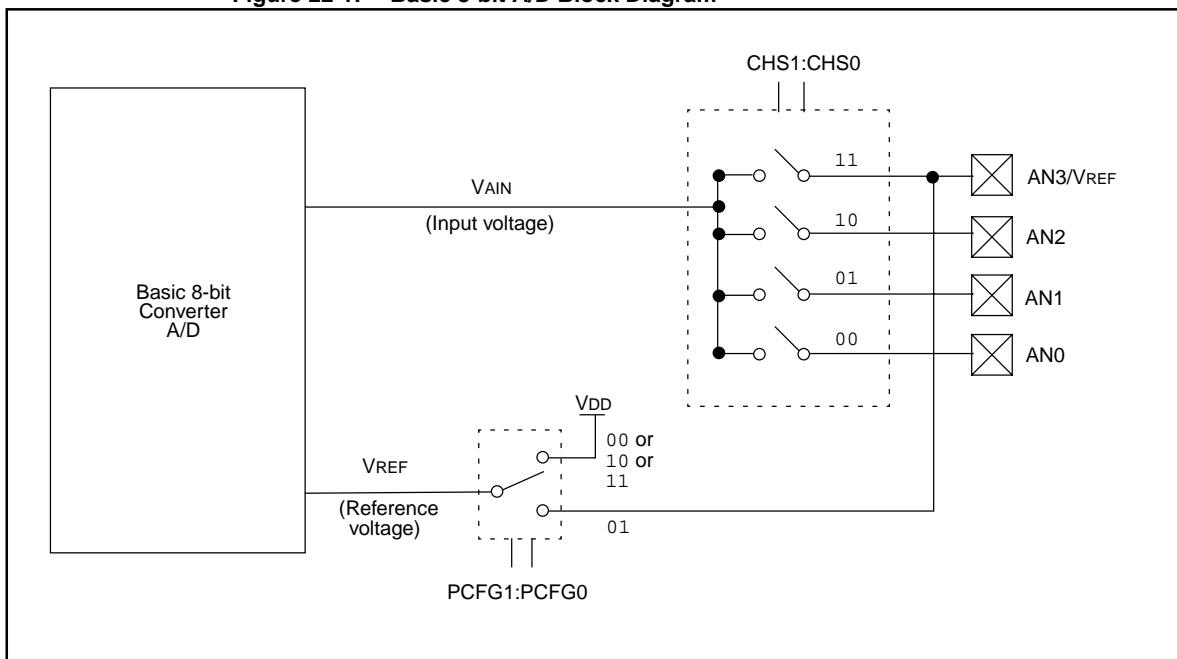 CHS1:CHS0
11
AN3/VREF
VAIN
(Input voltage)
10
AN2
01
AN1
Basic 8-bit
Converter
A/D
00
AN0
VDD
00 or
10 or
11
VREF
(Reference
voltage)
01
PCFG1:PCFG0